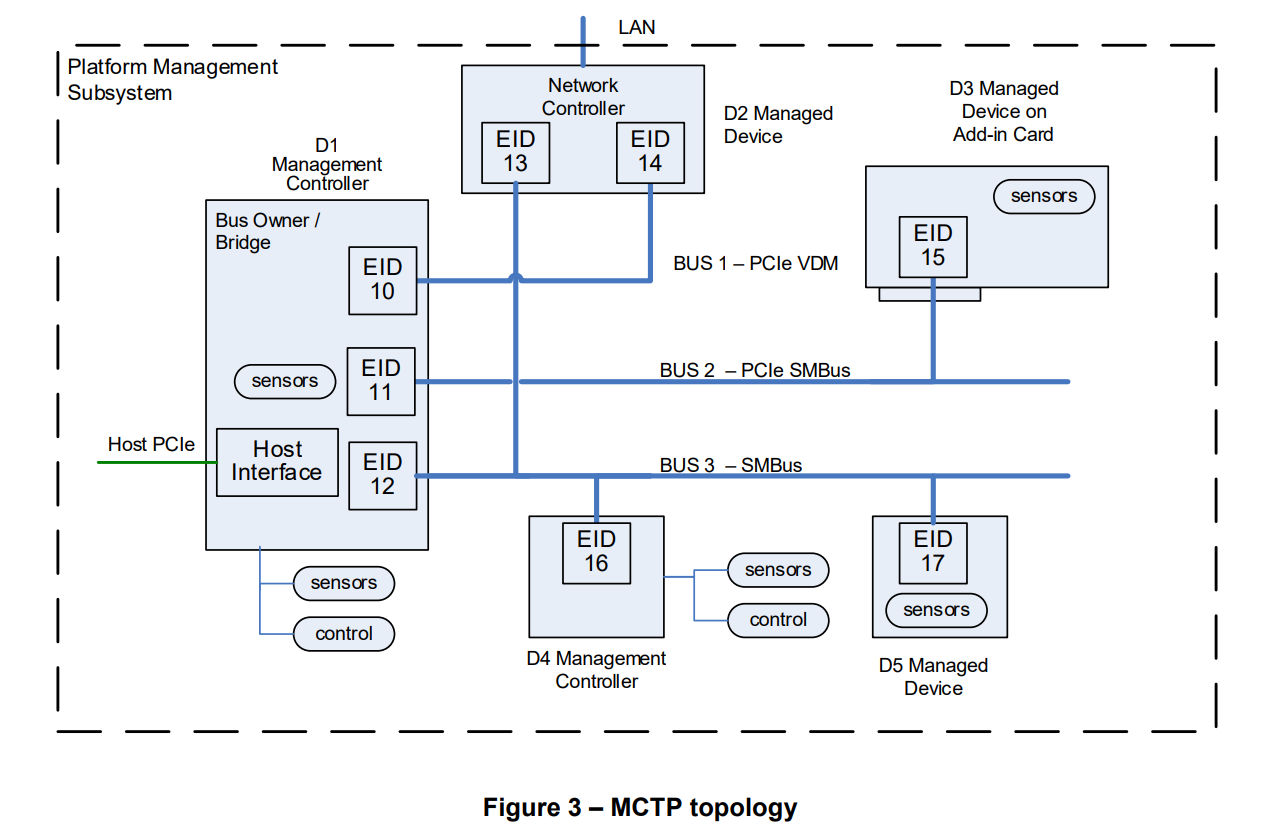 LAN
Platform Management
Subsystem
Network
Controller
EID
13
EID
14
D2 Managed
Device
D3 Managed
Device on
Add-in Card
sensors
EID
15
D1
Management
Controller
Bus Owner /
Bridge
EID
10
BUS 1 – PCIe VDM
sensors
EID
11
BUS 2 – PCIe SMBus
Host PCIe
Host
Interface
EID
12
BUS 3 – SMBus
sensors
control
EID
16
sensors
control
D4 Management
Controller
EID
17
sensors
D5 Managed
Device
Figure 3 – MCTP topology